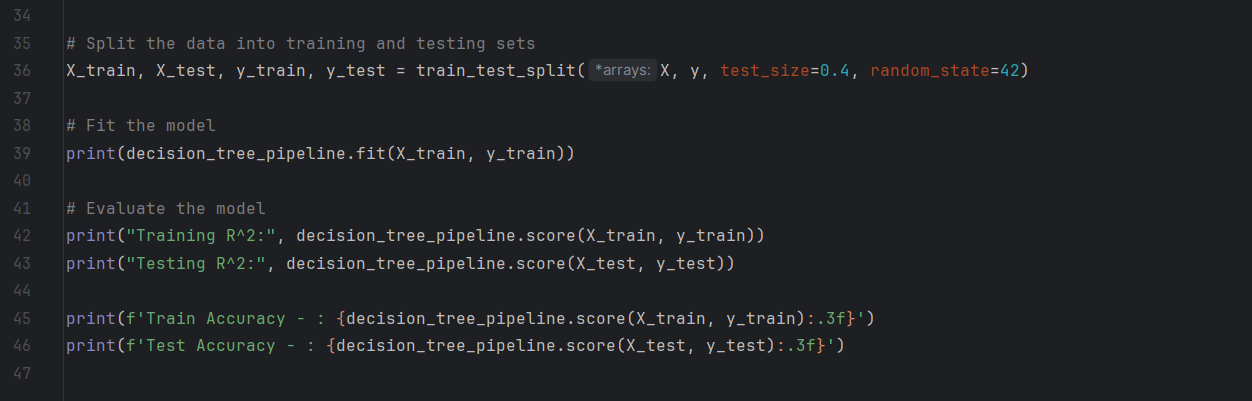 34
35 # Split the data into training and testing sets
36 X_train, X_test, y_train, y_test = train_test_split( *arrays: X, y, test_size=0.4, random_state=42)
37
38 # Fit the model
39 print(decision_tree_pipeline.fit(X_train, y_train))
40
41 # Evaluate the model
42 print("Training R^2:", decision_tree_pipeline.score(X_train, y_train))
43 print("Testing R^2:", decision_tree_pipeline.score(X_test, y_test))
44
45 print(f'Train Accuracy - : {decision_tree_pipeline.score(X_train, y_train):.3f}')
46 print(f'Test Accuracy - : {decision_tree_pipeline.score(X_test, y_test):.3f}')
47